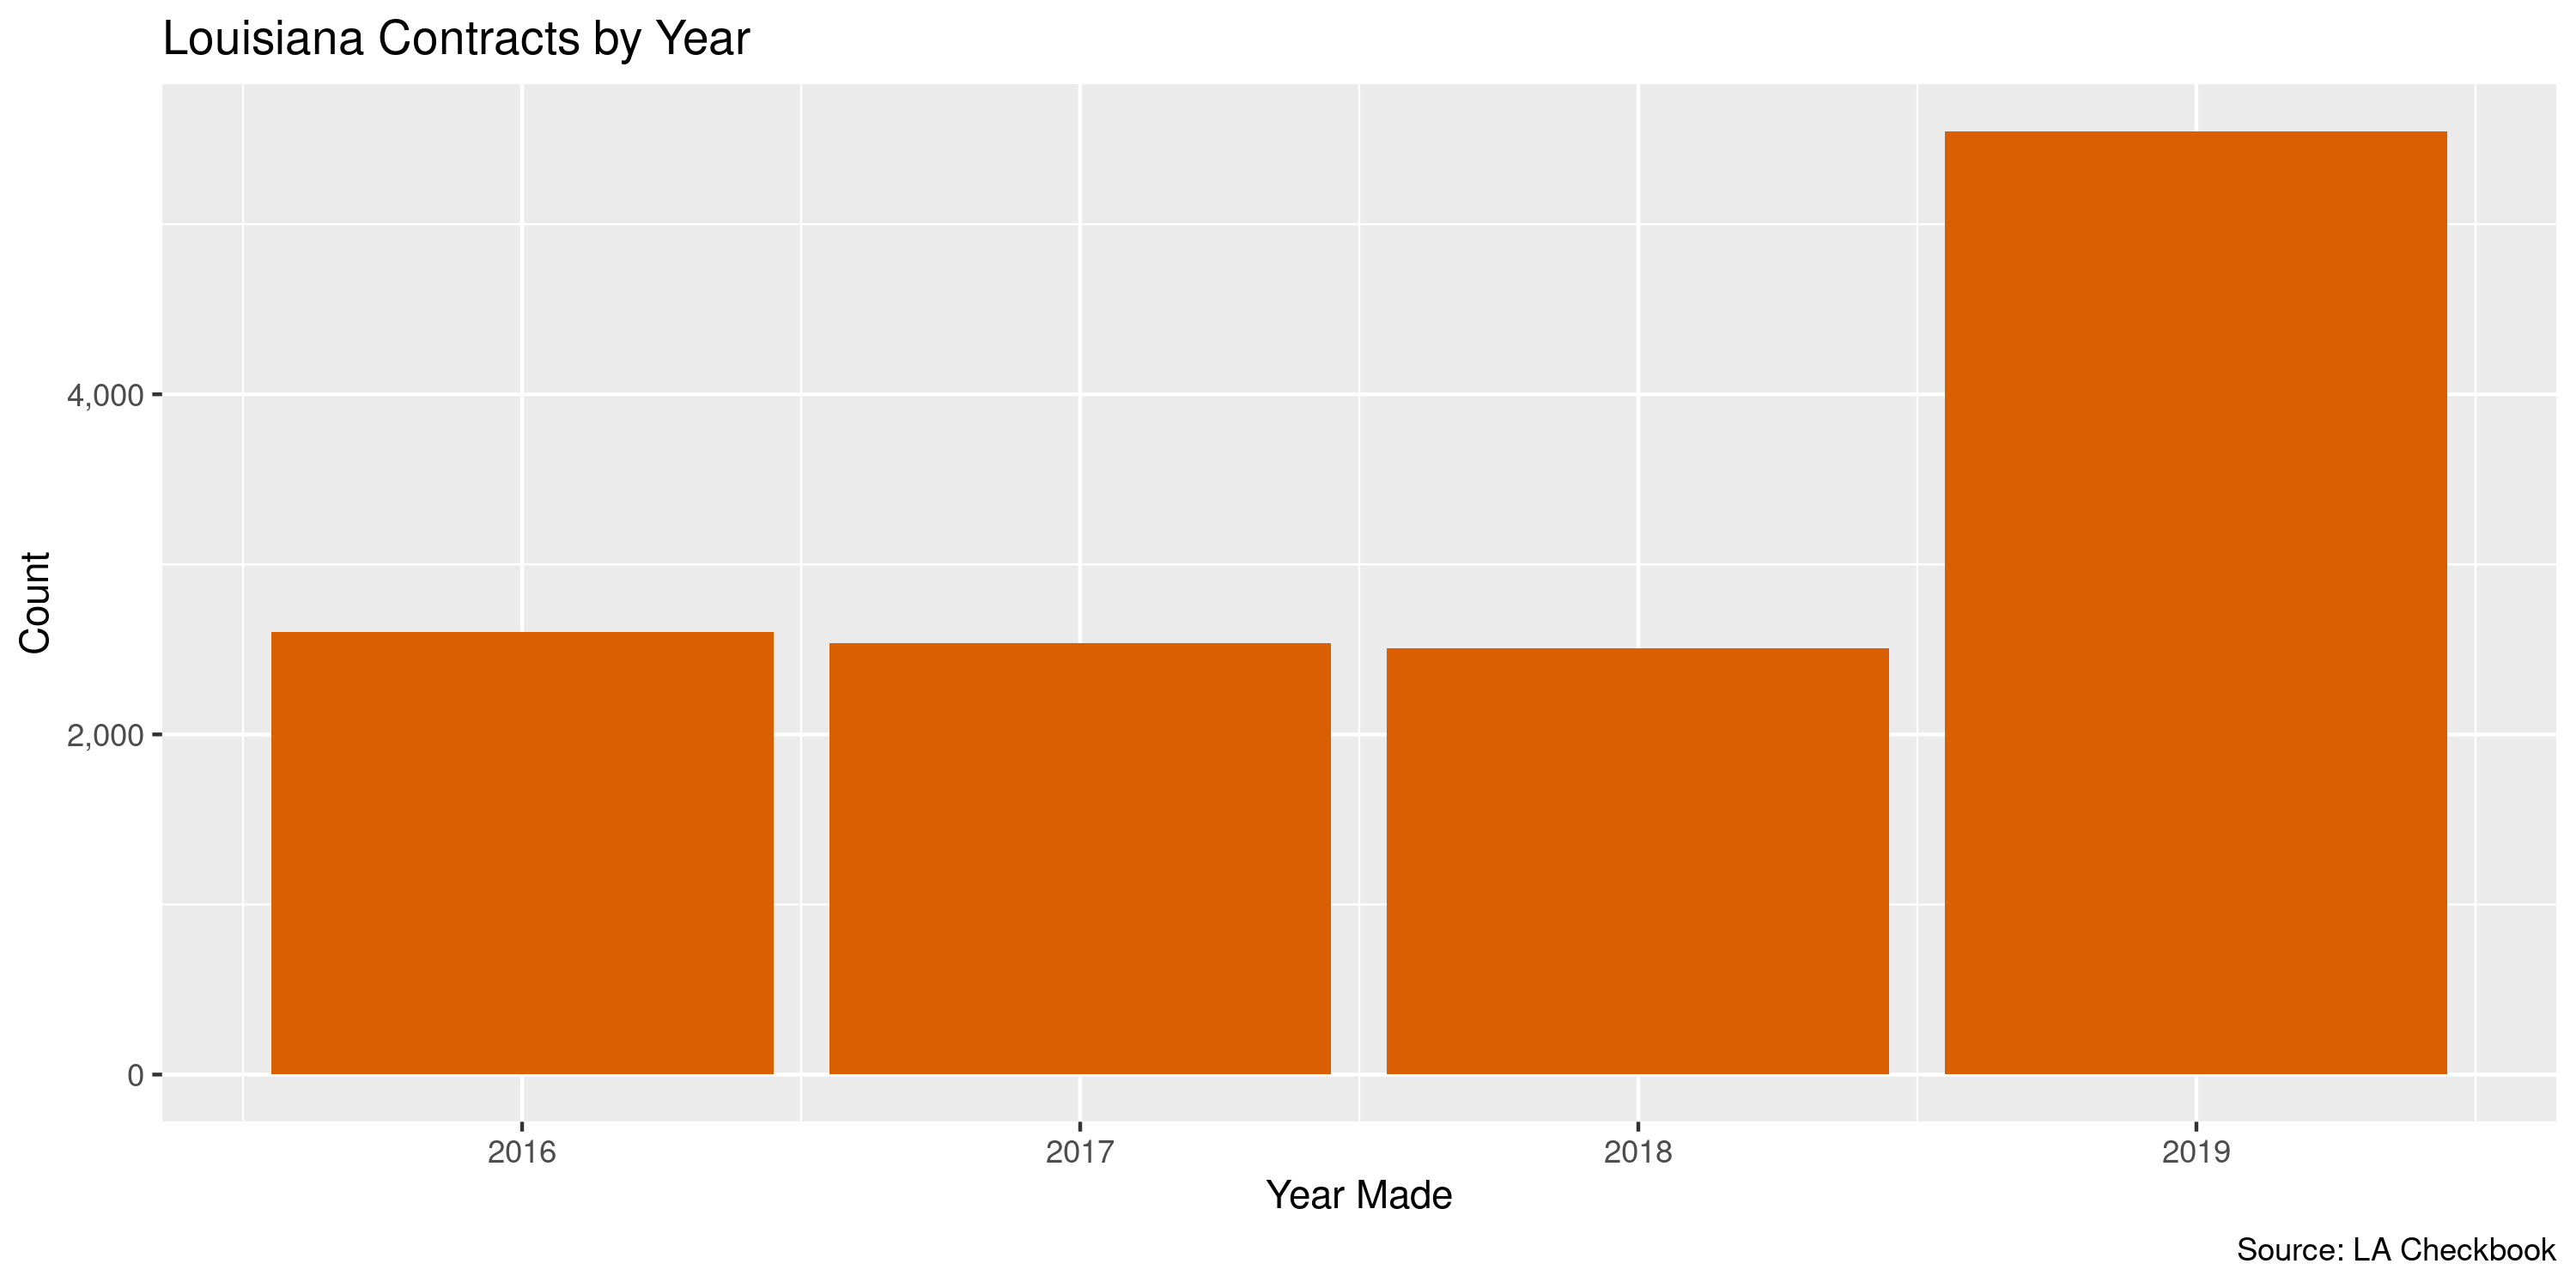 Louisiana Contracts by Year
Count
4,000
2,000
0
2016 2017 2018 2019
Year Made
Source: LA Checkbook